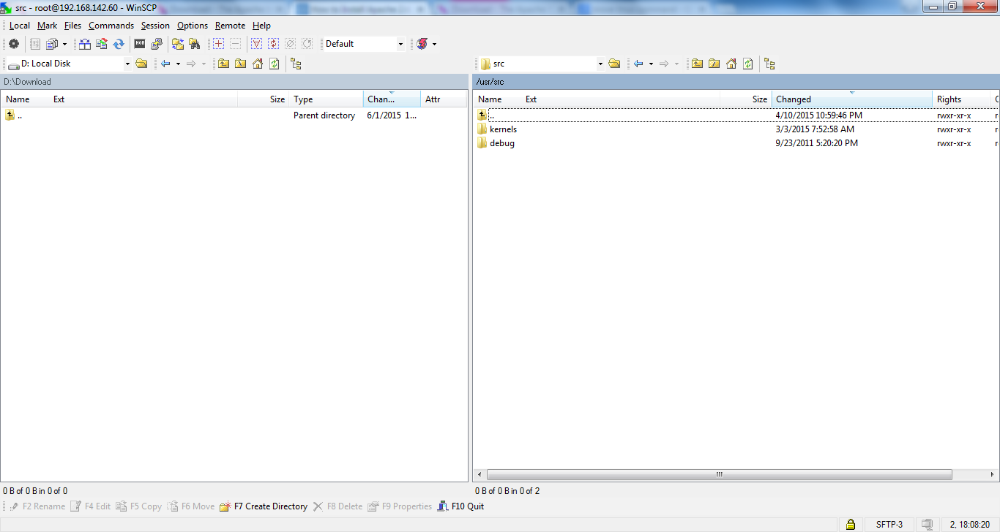 src - root@192.168.142.60 - WinSCP
Local Mark Files Commands Session Options Remote Help
Default
D: Local Disk
src
D:\Download
/usr/src
Name Ext Size Type Chan... Attr
Name Ext Size Changed Rights
.. Parent directory 6/1/2015 1...
.. 4/10/2015 10:59:46 PM rwxr-xr-x r
kernels 3/3/2015 7:52:58 AM rwxr-xr-x r
debug 9/23/2011 5:20:20 PM rwxr-xr-x r
0 B of 0 B in 0 of 0
0 B of 0 B in 0 of 2
F2 Rename F4 Edit F5 Copy F6 Move F7 Create Directory F8 Delete F9 Properties F10 Quit
SFTP-3 2, 18:08:20